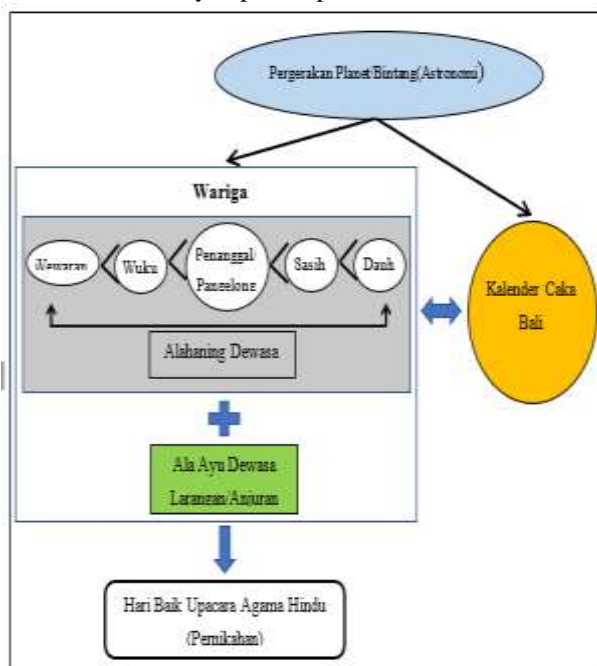 Pergerakan Planet/Bintang(Astronomi)
Wariga
Wewaran
Wuku
Penanggal/
Pangelong
Sasih
Dauh
Kalender Caka
Bali
Alahaning Dewasa
Ala Ayu Dewasa
Larangan/Anjuran
Hari Baik Upacara Agama Hindu
(Pernikahan)